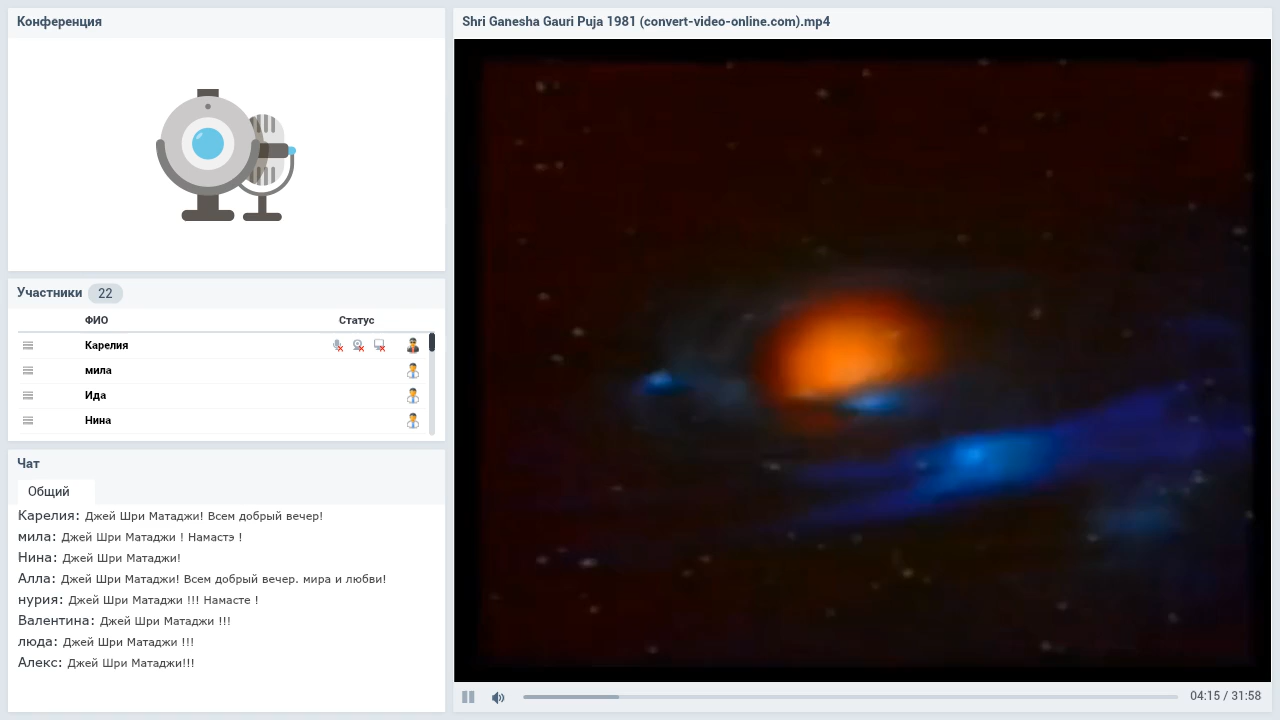 Конференция
Shri Ganesha Gauri Puja 1981 (convert-video-online.com).mp4
Участники 22
ФИО Статус
Карелия
мила
Ида
Нина
Чат
Общий
Карелия: Джей Шри Матаджи! Всем добрый вечер!
мила: Джей Шри Матаджи ! Намастэ !
Нина: Джей Шри Матаджи!
Алла: Джей Шри Матаджи! Всем добрый вечер. мира и любви!
нурия: Джей Шри Матаджи !!! Намасте !
Валентина: Джей Шри Матаджи !!!
люда: Джей Шри Матаджи !!!
Алекс: Джей Шри Матаджи!!!
04:15 / 31:58